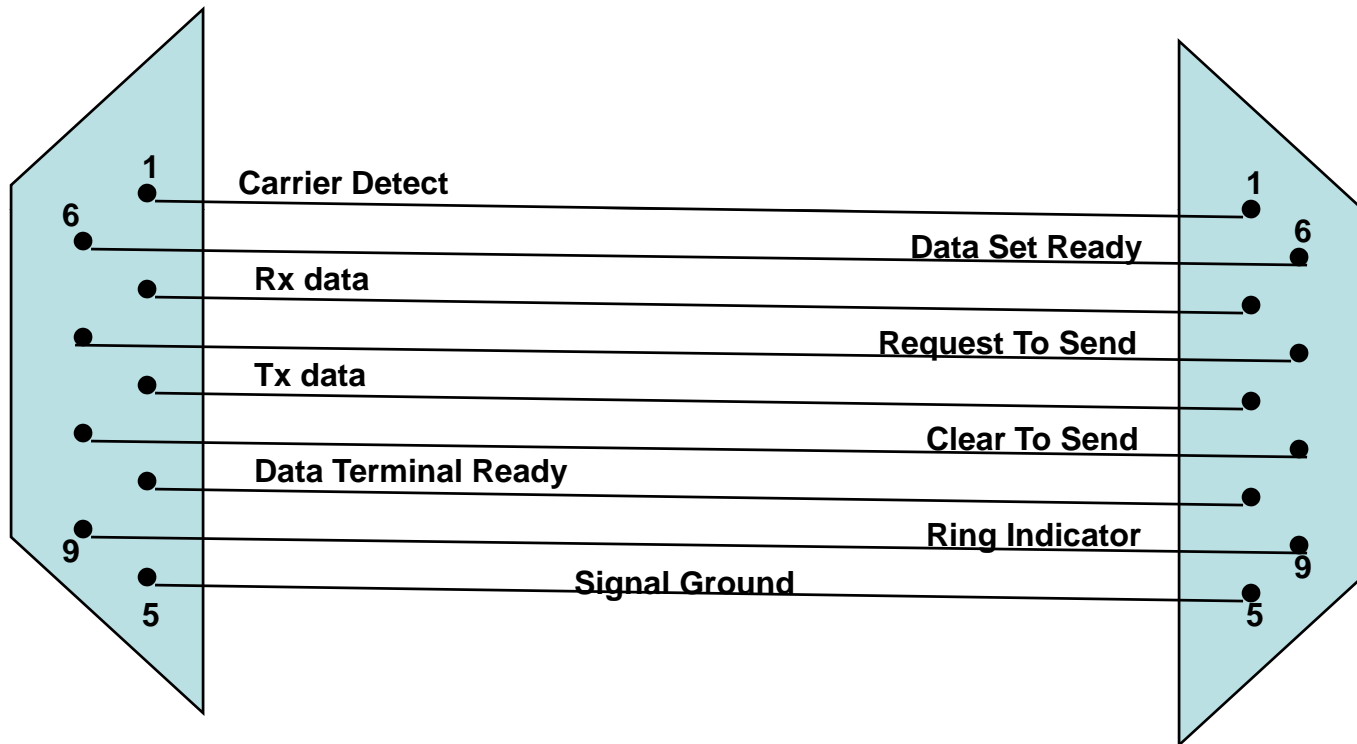 1
Carrier Detect
1
6
6
Data Set Ready
Rx data
Request To Send
Tx data
Clear To Send
Data Terminal Ready
Ring Indicator
9
9
Signal Ground
5
5